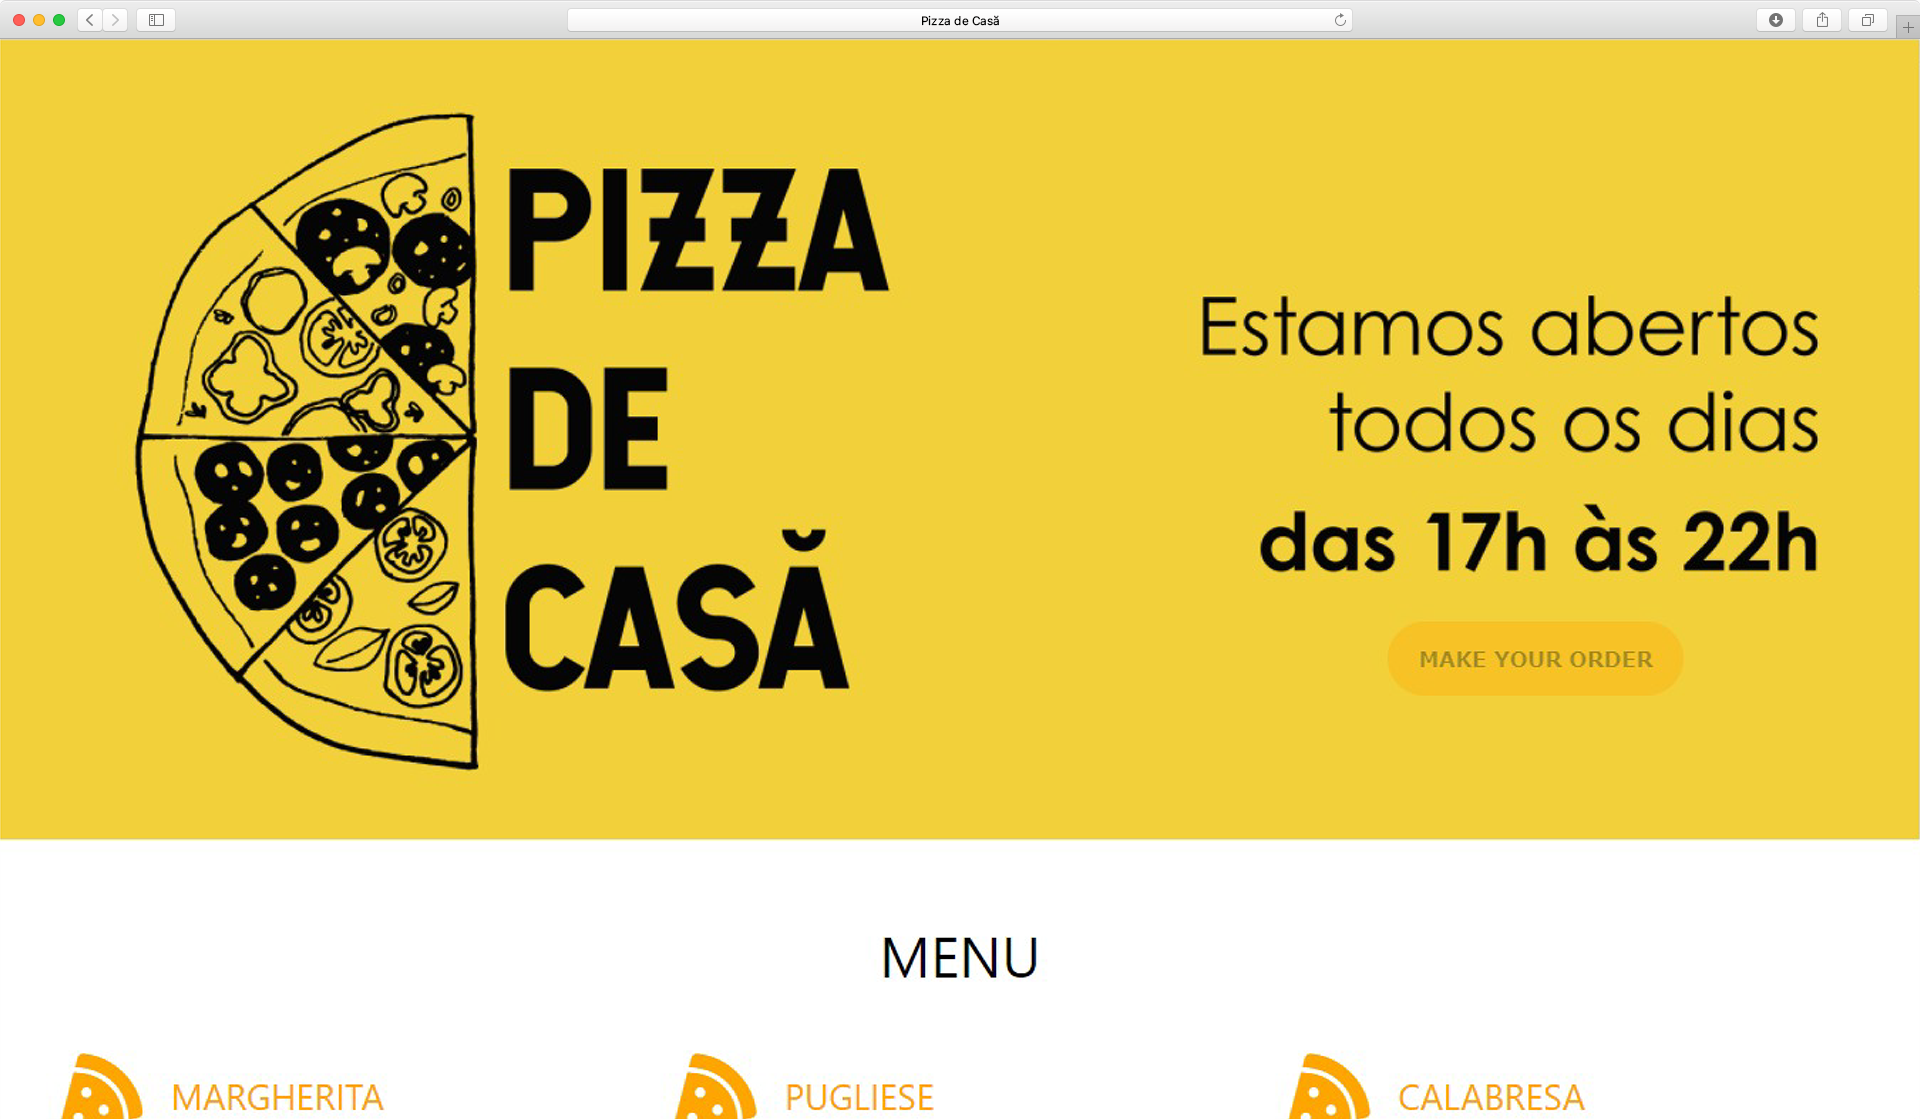 Pizza de Casă
PIZZA
DE
CASĂ
Estamos abertos
todos os dias
das 17h às 22h
MAKE YOUR ORDER
MENU
MARGHERITA
PUGLIESE
CALABRESA